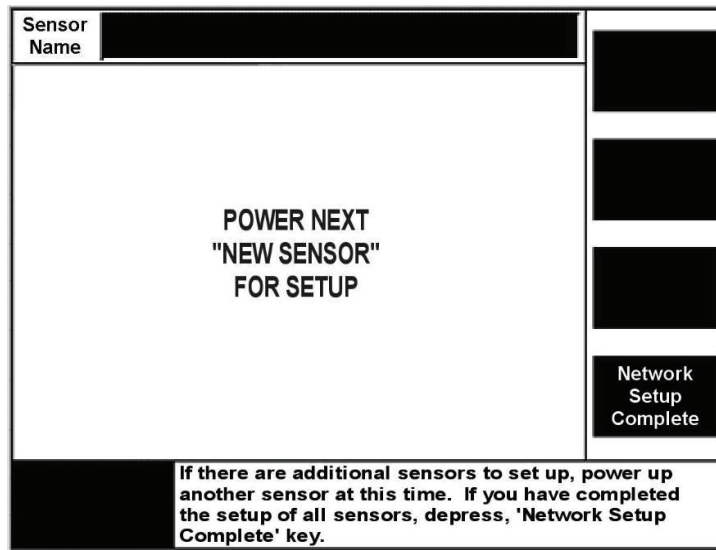 Sensor
Name
POWER NEXT
"NEW SENSOR"
FOR SETUP
Network
Setup
Complete
If there are additional sensors to set up, power up
another sensor at this time.  If you have completed
the setup of all sensors, depress, 'Network Setup
Complete' key.